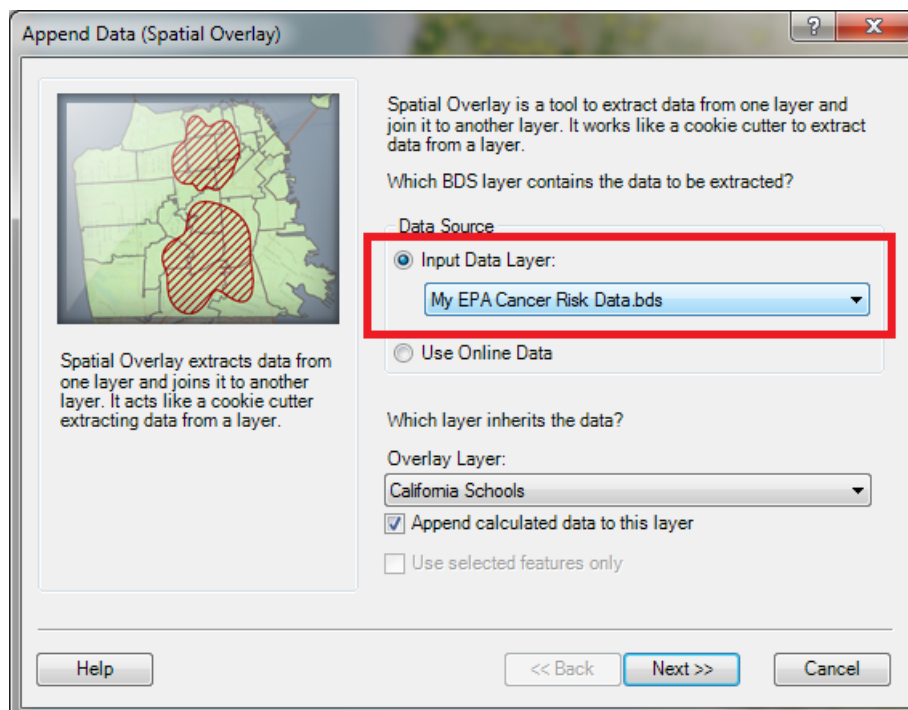 Append Data (Spatial Overlay)
?
X
Spatial Overlay is a tool to extract data from one layer and
join it to another layer. It works like a cookie cutter to extract
data from a layer.
Which BDS layer contains the data to be extracted?
Data Source
Input Data Layer:
My EPA Cancer Risk Data.bds
Use Online Data
Spatial Overlay extracts data from
one layer and joins it to another
layer. It acts like a cookie cutter
extracting data from a layer.
Which layer inherits the data?
Overlay Layer:
California Schools
Append calculated data to this layer
Use selected features only
Help
<< Back
Next >>
Cancel